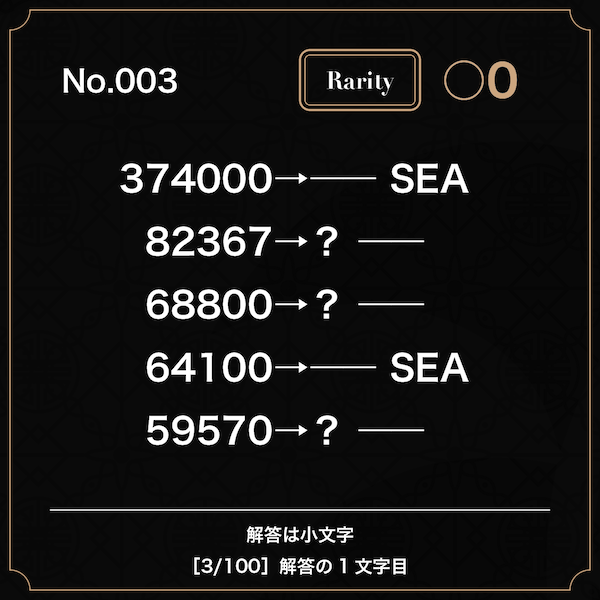 No.003 Rarity ○0
374000→── SEA
82367→? ──
68800→? ──
64100→── SEA
59570→? ──
解答は小文字
[3/100] 解答の1文字目